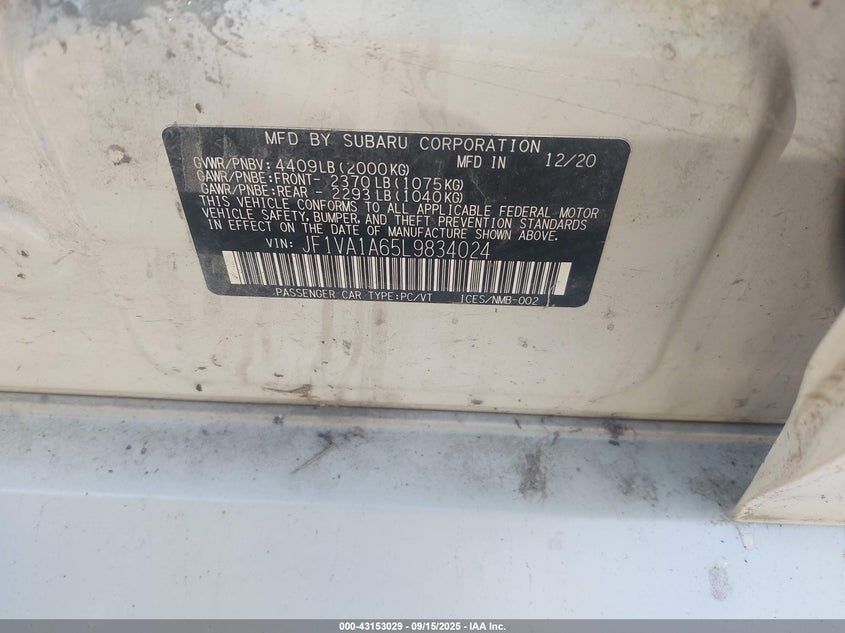 MFD BY SUBARU CORPORATION
GVWR/PNBV: 4409LB(2000KG) MFD IN 12/20
GAWR/PNBE:FRONT- 2370LB(1075KG)
GAWR/PNBE:REAR - 2293LB(1040KG)
THIS VEHICLE CONFORMS TO ALL APPLICABLE FEDERAL MOTOR
VEHICLE SAFETY, BUMPER, AND THEFT PREVENTION STANDARDS
IN EFFECT ON THE DATE OF MANUFACTURE SHOWN ABOVE.
VIN: JF1VA1A65L9834024
PASSENGER CAR TYPE:PC/VT ICES/NMB-002
000-43153029 - 09/15/2025 - IAA Inc.